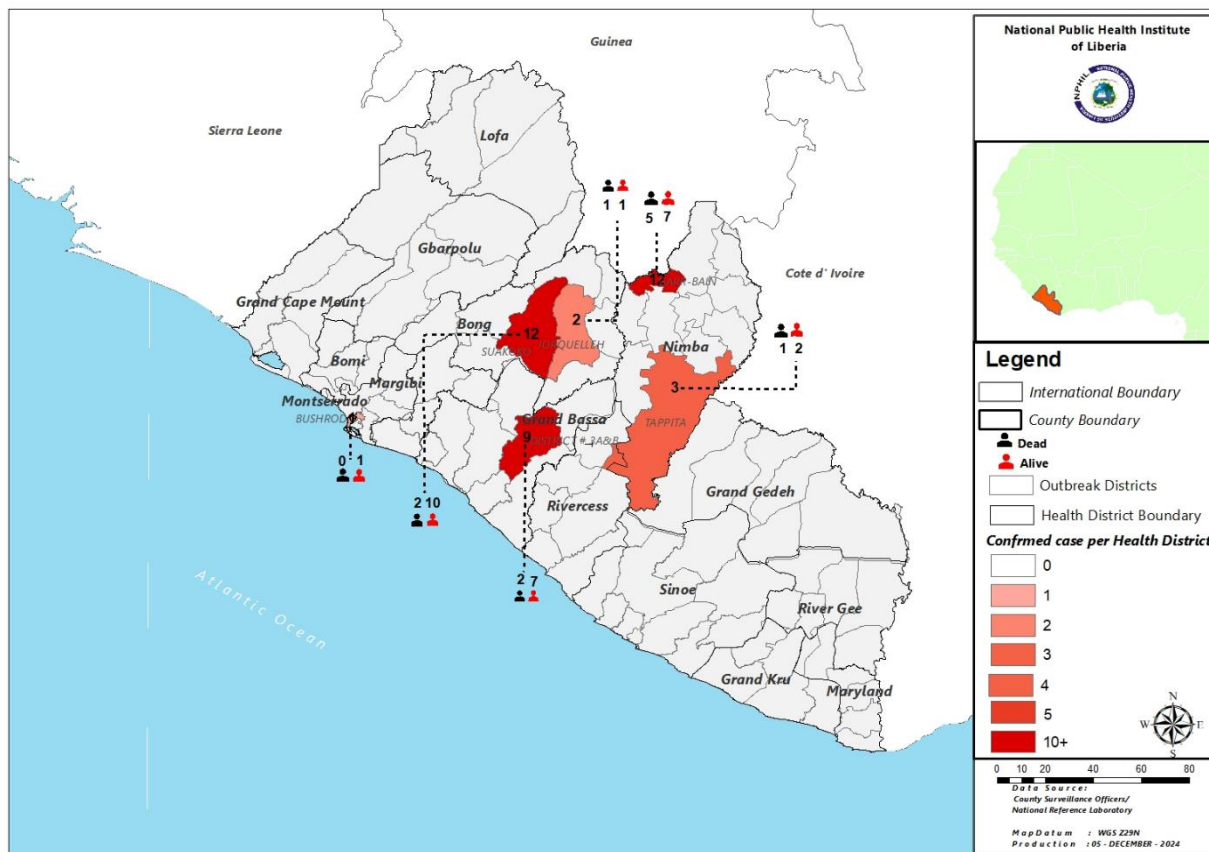 Guinea
Sierra Leone
Lofa
1 1
5 7
Gbarpolu
Cote d' Ivoire
12
Grand Cape Mount
Bong
2
12
SUAKOKO
Nimba
1 2
Bomi
Margibi
3
Montserrado
BUSHROD
Grand Bassa
9
DISTRICT # 3A&B
TAPPITA
0 1
Grand Gedeh
2 10
Rivercess
2 7
Sinoe
River Gee
Atlantic Ocean
Grand Kru
Maryland
National Public Health Institute
of Liberia
NPHIL
Legend
International Boundary
County Boundary
Dead
Alive
Outbreak Districts
Health District Boundary
Confrmed case per Health District
0
1
2
3
4
5
10+
N
W E
S
0 10 20 40 60 80
Data Source:
County Surveillance Officers/
National Reference Laboratory
MapDatum : WGS Z29N
Production : 05 - DECEMBER - 2024